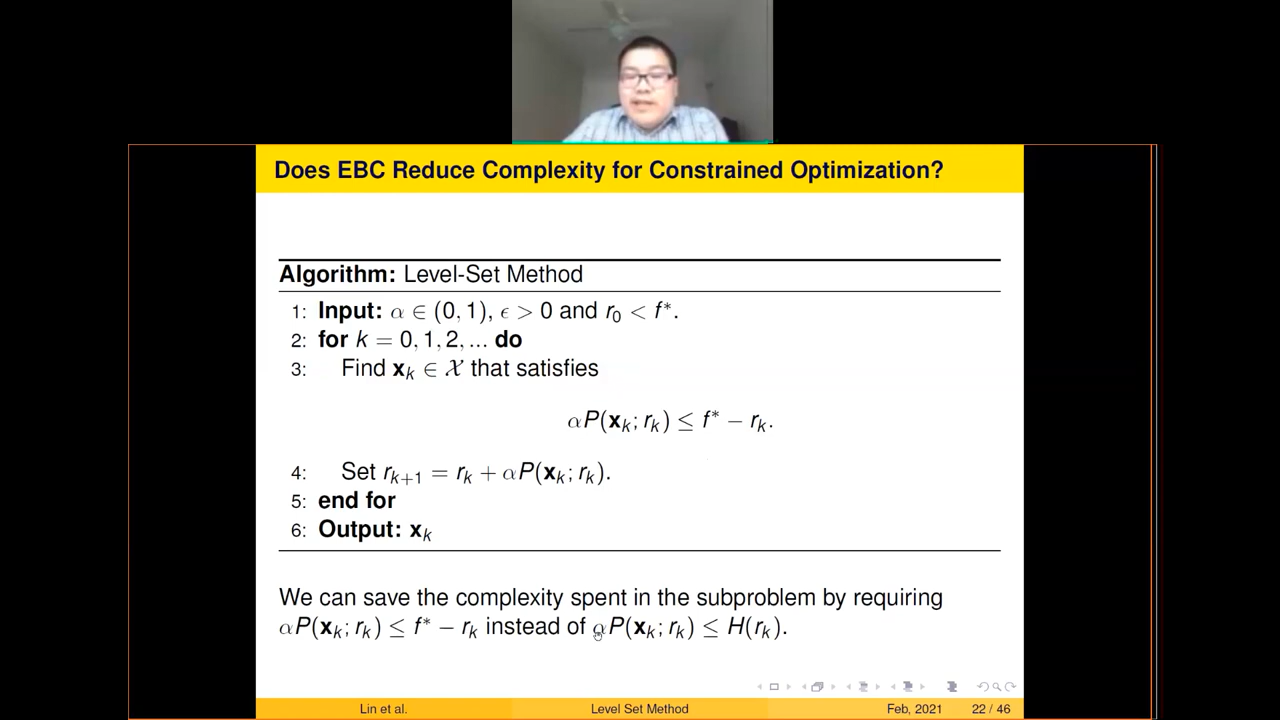 Does EBC Reduce Complexity for Constrained Optimization?
Algorithm: Level-Set Method
1: Input: α ∈ (0, 1), ϵ > 0 and r₀ < f*.
2: for k = 0, 1, 2, ... do
3: Find xₖ ∈ 𝒳 that satisfies
αP(xₖ; rₖ) ≤ f* − rₖ.
4: Set rₖ₊₁ = rₖ + αP(xₖ; rₖ).
5: end for
6: Output: xₖ
We can save the complexity spent in the subproblem by requiring
αP(xₖ; rₖ) ≤ f* − rₖ instead of αP(xₖ; rₖ) ≤ H(rₖ).
Lin et al. Level Set Method Feb, 2021 22 / 46